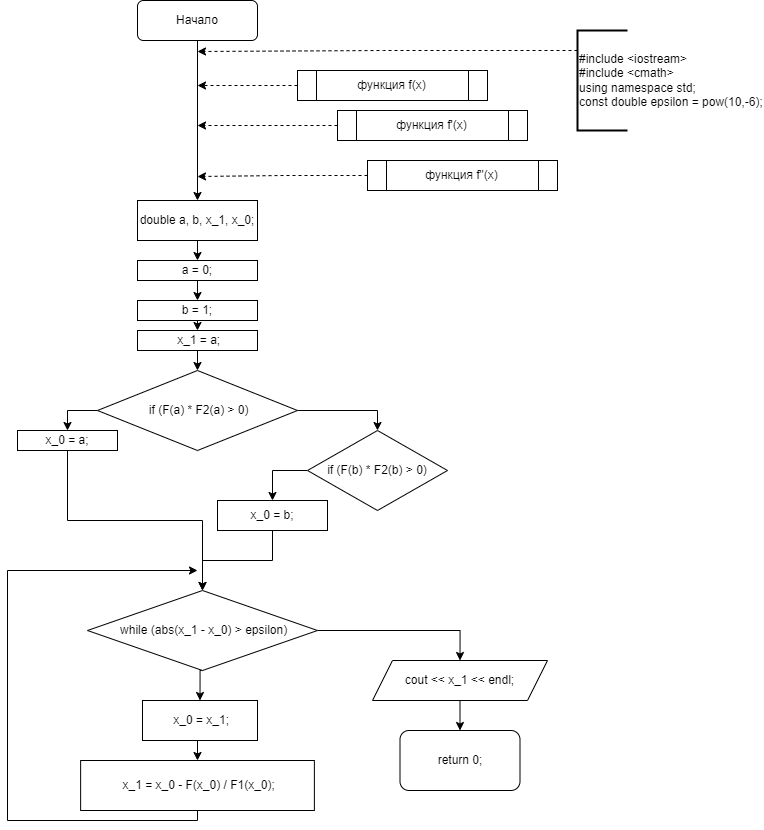 Начало
#include <iostream>
#include <cmath>
using namespace std;
const double epsilon = pow(10,-6);
функция f(x)
функция f'(x)
функция f''(x)
double a, b, x_1, x_0;
a = 0;
b = 1;
x_1 = a;
if (F(a) * F2(a) > 0)
x_0 = a;
if (F(b) * F2(b) > 0)
x_0 = b;
while (abs(x_1 - x_0) > epsilon)
cout << x_1 << endl;
x_0 = x_1;
return 0;
x_1 = x_0 - F(x_0) / F1(x_0);